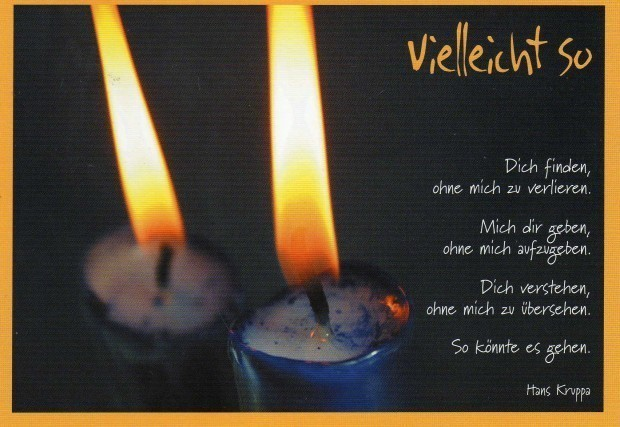 Vielleicht so
Dich finden,
ohne mich zu verlieren.
Mich dir geben,
ohne mich aufzugeben.
Dich verstehen,
ohne mich zu übersehen.
So könnte es gehen.
Hans Kruppa